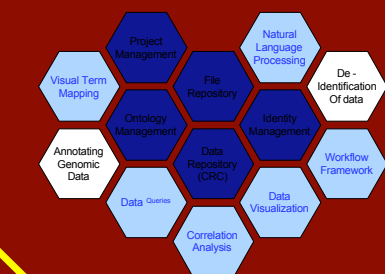 Project
Management
Natural
Language
Processing
Visual Term
Mapping
File
Repository
De -
Identification
Of data
Ontology
Management
Identity
Management
Annotating
Genomic
Data
Data
Repository
(CRC)
Workflow
Framework
Data Queries
Data
Visualization
Correlation
Analysis